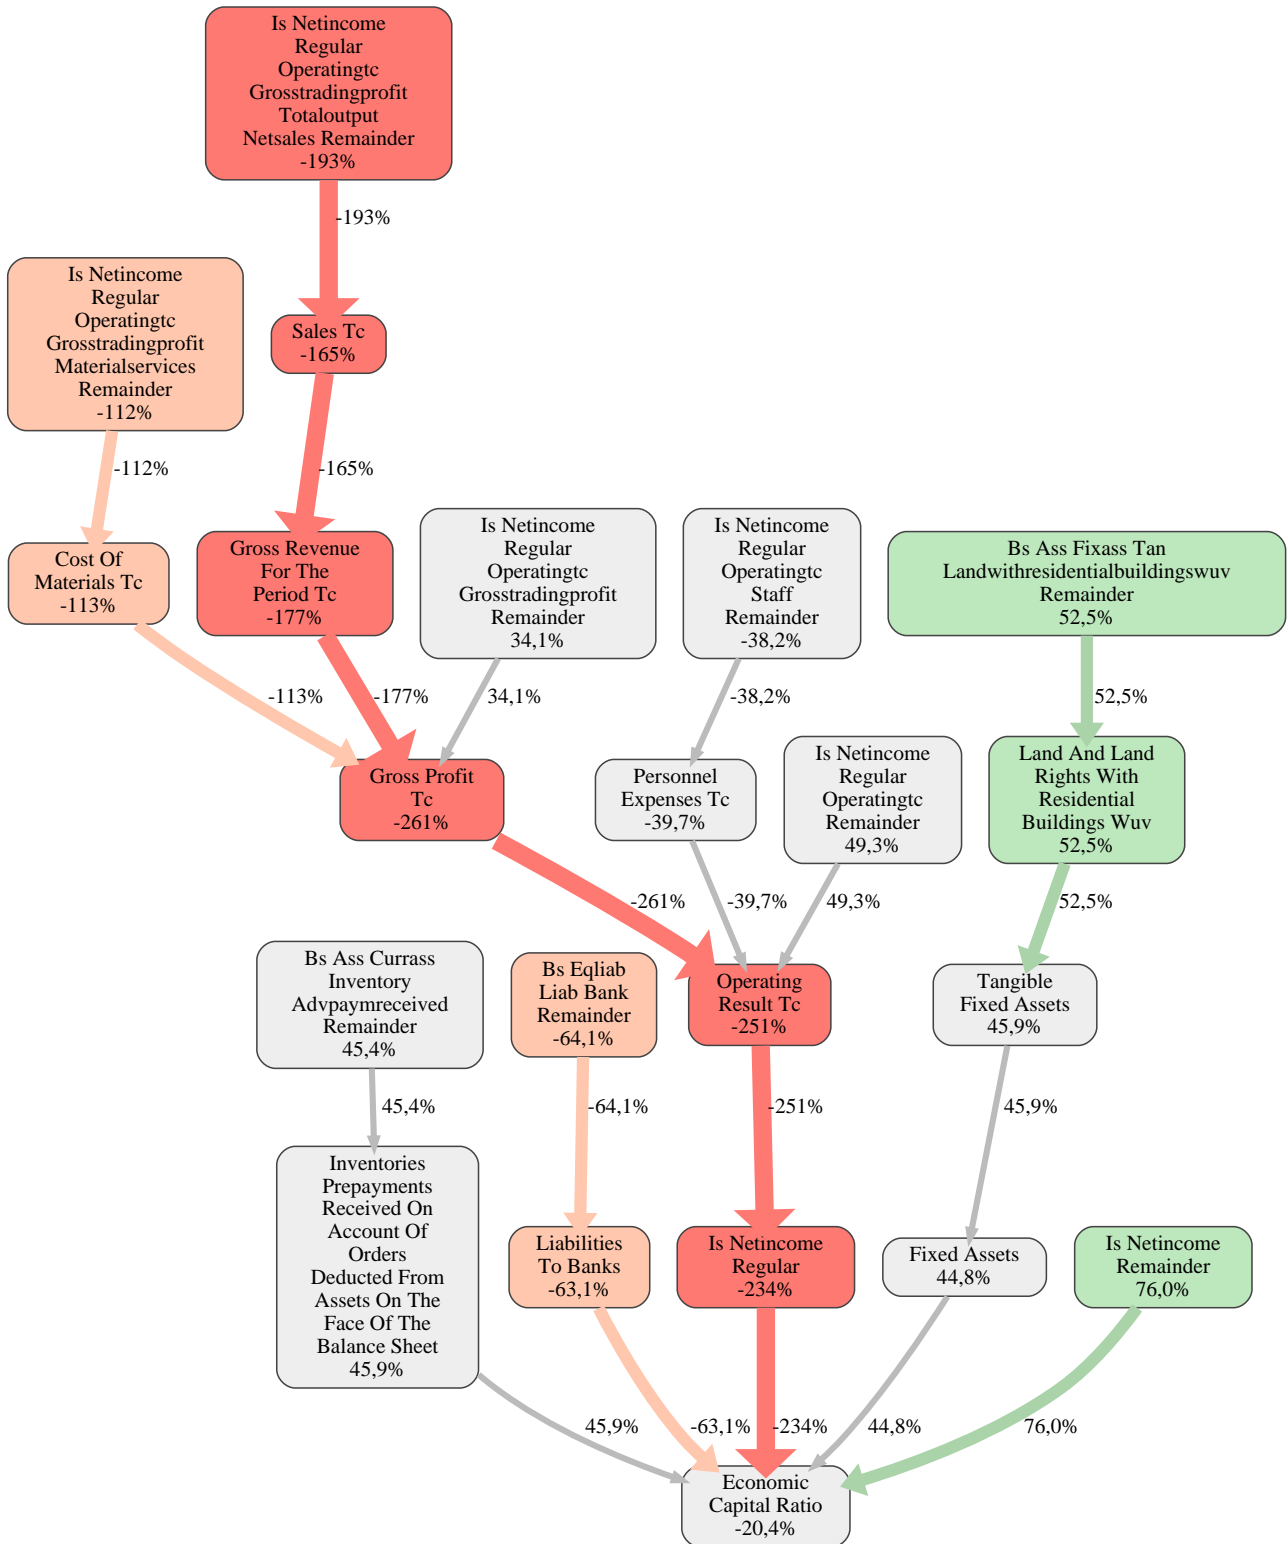 Is Netincome
Regular
Operatingtc
Grosstradingprofit
Totaloutput
Netsales Remainder
-193%
-193%
Is Netincome
Regular
Operatingtc
Grosstradingprofit
Materialservices
Remainder
-112%
Sales Tc
-165%
-112%
-165%
Cost Of
Materials Tc
-113%
Gross Revenue
For The
Period Tc
-177%
Is Netincome
Regular
Operatingtc
Grosstradingprofit
Remainder
34,1%
Is Netincome
Regular
Operatingtc
Staff
Remainder
-38,2%
Bs Ass Fixass Tan
Landwithresidentialbuildingswuv
Remainder
52,5%
-113%
-177%
34,1%
-38,2%
52,5%
Gross Profit
Tc
-261%
Personnel
Expenses Tc
-39,7%
Is Netincome
Regular
Operatingtc
Remainder
49,3%
Land And Land
Rights With
Residential
Buildings Wuv
52,5%
-261%
-39,7%
49,3%
52,5%
Bs Ass Currass
Inventory
Advpaymreceived
Remainder
45,4%
Bs Eqliab
Liab Bank
Remainder
-64,1%
Operating
Result Tc
-251%
Tangible
Fixed Assets
45,9%
45,4%
-64,1%
-251%
45,9%
Inventories
Prepayments
Received On
Account Of
Orders
Deducted From
Assets On The
Face Of The
Balance Sheet
45,9%
Liabilities
To Banks
-63,1%
Is Netincome
Regular
-234%
Fixed Assets
44,8%
Is Netincome
Remainder
76,0%
45,9%
-63,1%
-234%
44,8%
76,0%
Economic
Capital Ratio
-20,4%